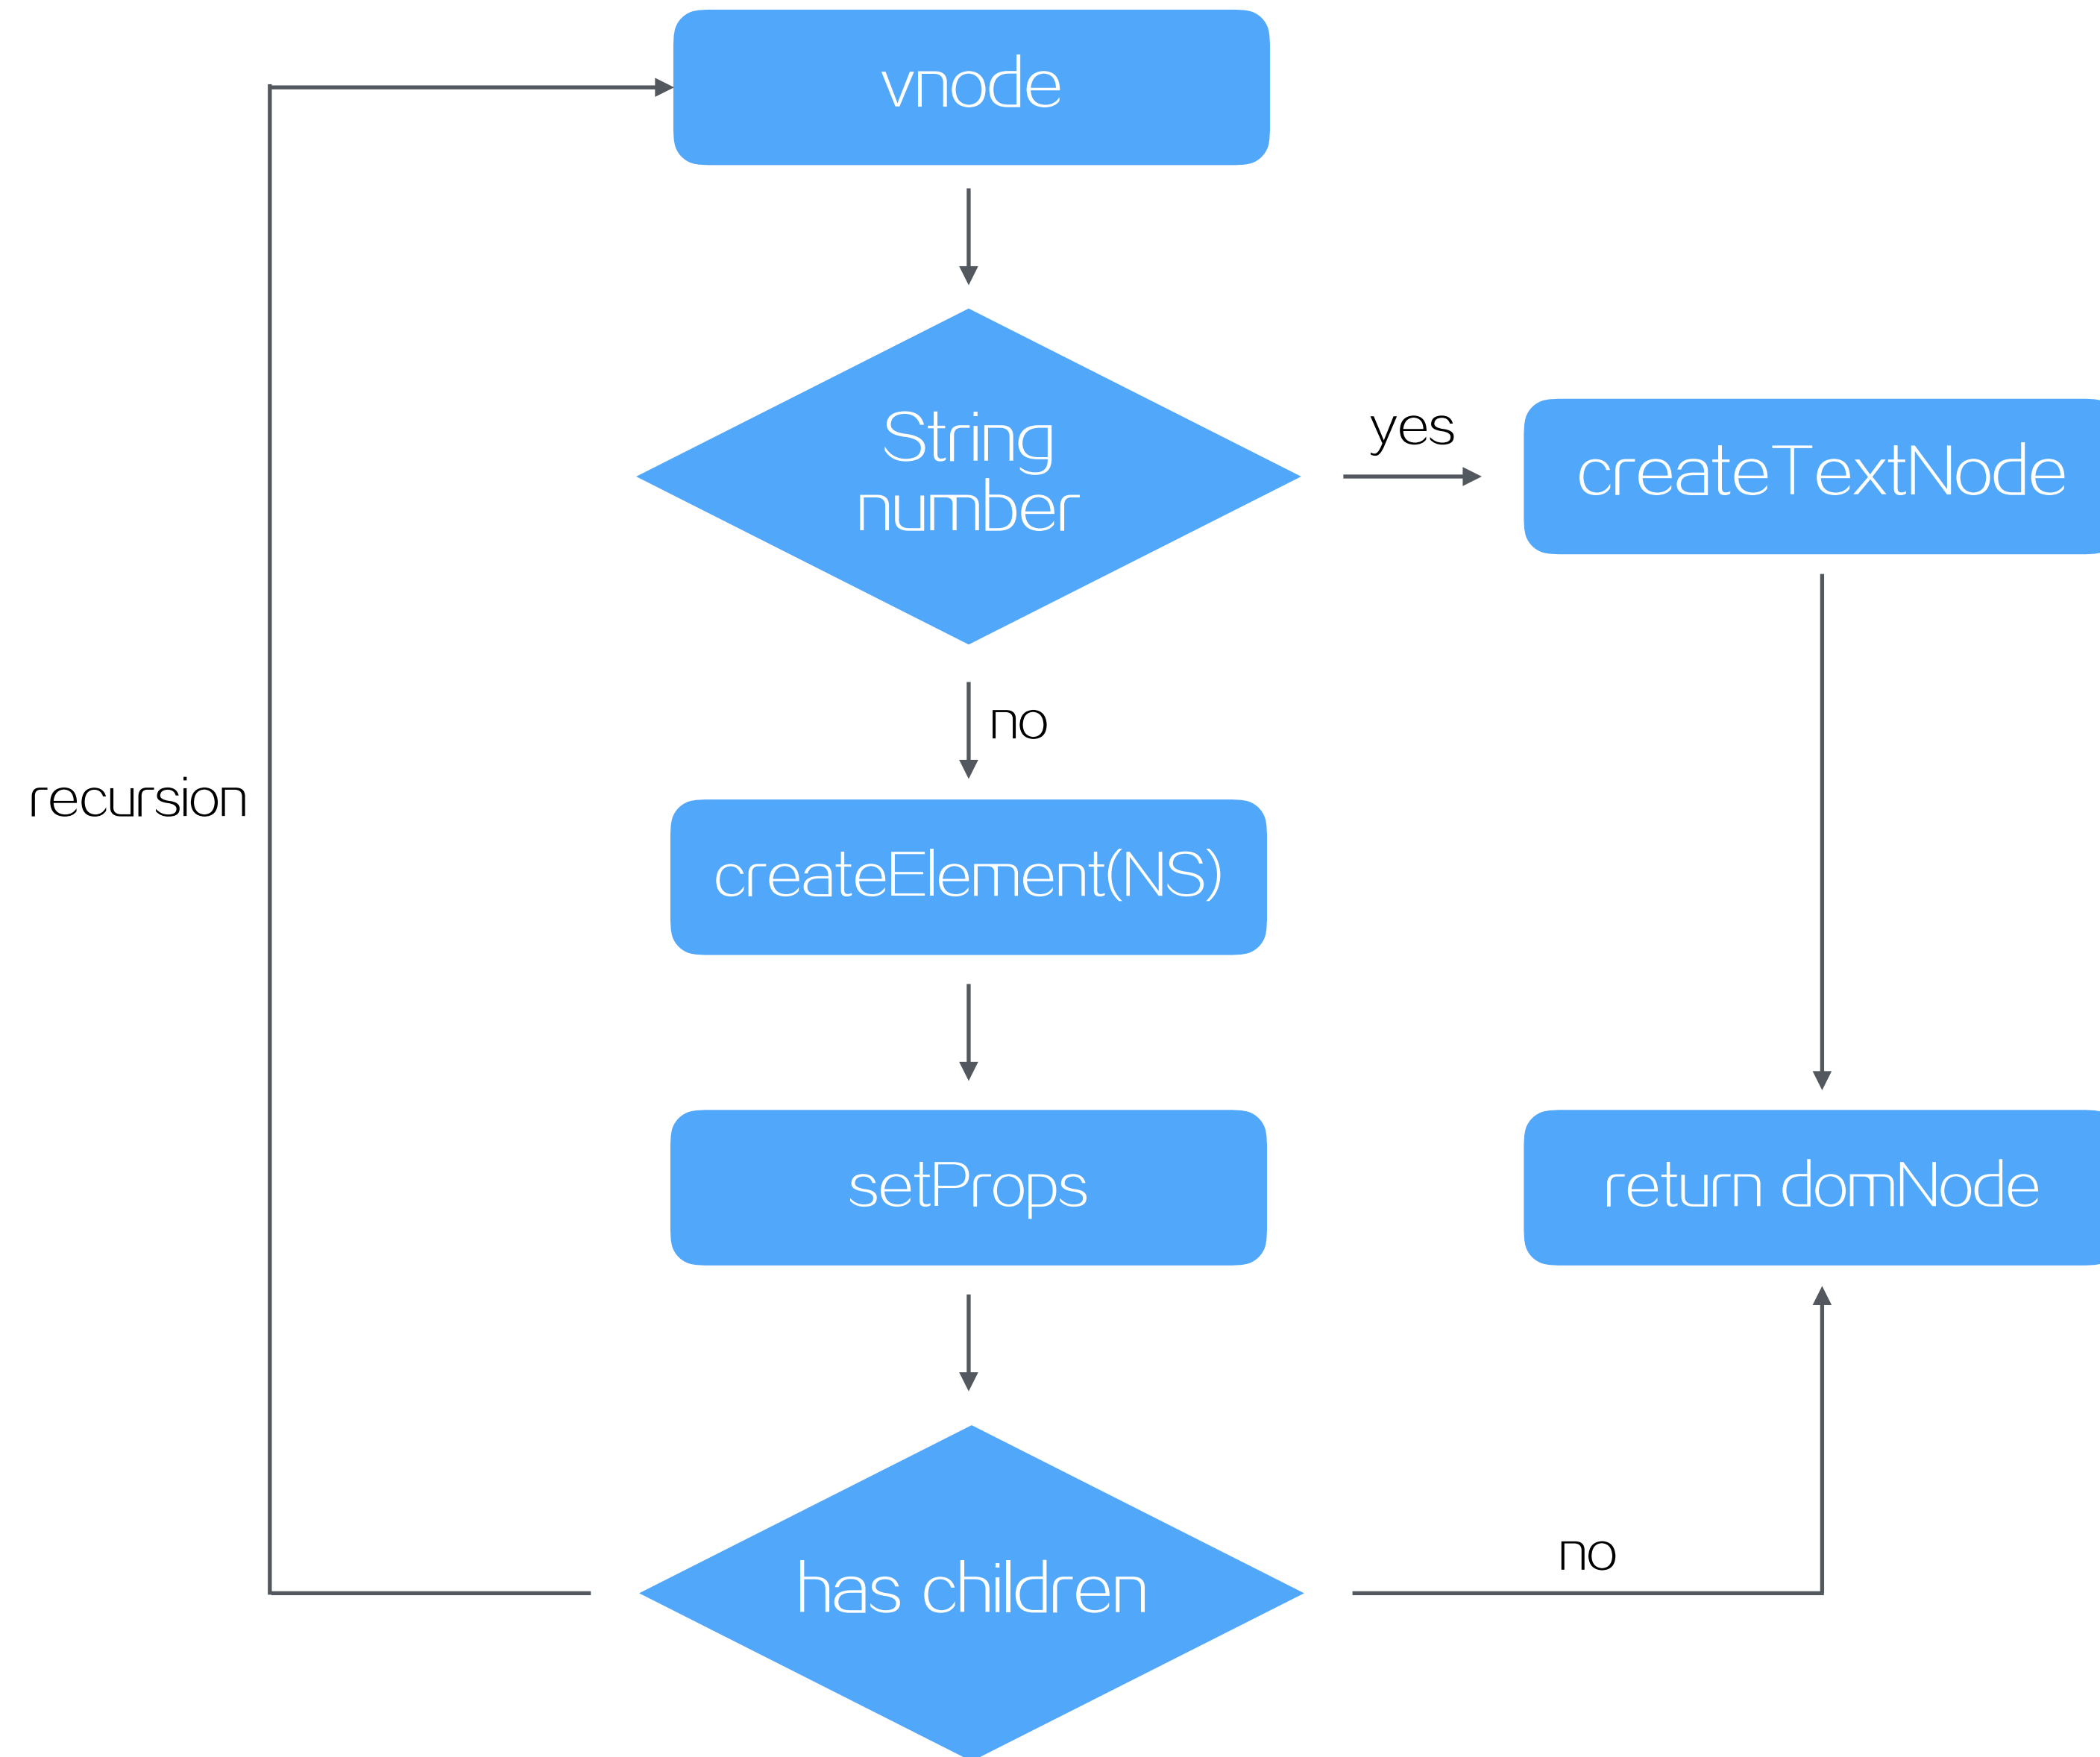 vnode
String
number
yes
createTextNode
no
recursion
createElement(NS)
setProps
return domNode
no
has children